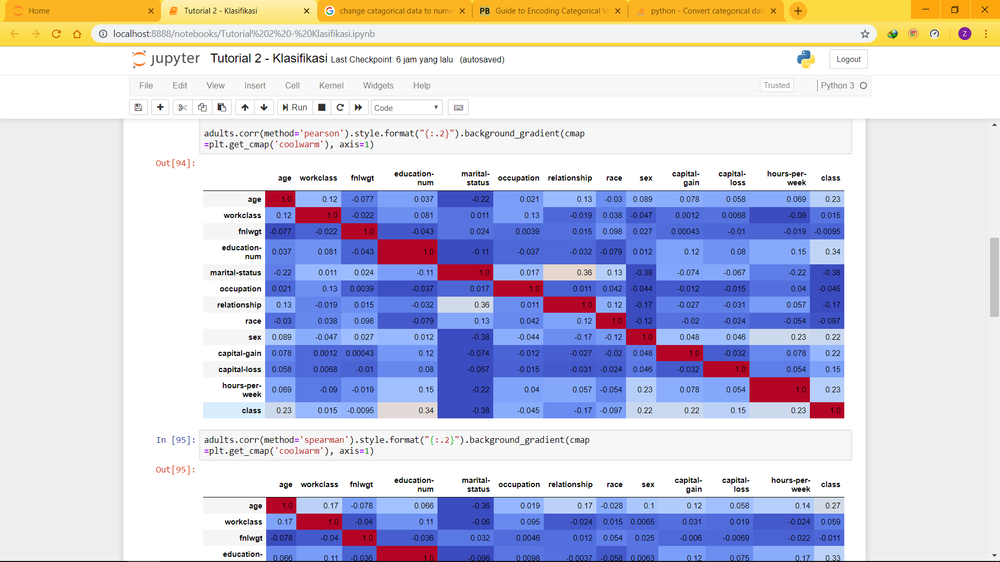 Home
Tutorial 2 - Klasifikasi
change catagorical data to nume
Guide to Encoding Categorical Va
python - Convert categorical data
localhost:8888/notebooks/Tutorial%202%20-%20Klasifikasi.ipynb
Z
jupyter Tutorial 2 - Klasifikasi Last Checkpoint: 6 jam yang lalu (autosaved)
Logout
File Edit View Insert Cell Kernel Widgets Help
Trusted
Python 3
Run
Code
adults.corr(method='pearson').style.format("{:.2}").background_gradient(cmap
=plt.get_cmap('coolwarm'), axis=1)
Out[94]:
age workclass fnlwgt education-num marital-status occupation relationship race sex capital-gain capital-loss hours-per-week class
age 1.0 0.12 -0.077 0.037 -0.22 0.021 0.13 -0.03 0.089 0.078 0.058 0.069 0.23
workclass 0.12 1.0 -0.022 0.081 0.011 0.13 -0.019 0.038 -0.047 0.0012 0.0068 -0.09 0.015
fnlwgt -0.077 -0.022 1.0 -0.043 0.024 0.0039 0.015 0.098 0.027 0.00043 -0.01 -0.019 -0.0095
education-num 0.037 0.081 -0.043 1.0 -0.11 -0.037 -0.032 -0.079 0.012 0.12 0.08 0.15 0.34
marital-status -0.22 0.011 0.024 -0.11 1.0 0.017 0.36 0.13 -0.38 -0.074 -0.067 -0.22 -0.38
occupation 0.021 0.13 0.0039 -0.037 0.017 1.0 0.011 0.042 -0.044 -0.012 -0.015 0.04 -0.045
relationship 0.13 -0.019 0.015 -0.032 0.36 0.011 1.0 0.12 -0.17 -0.027 -0.031 0.057 -0.17
race -0.03 0.038 0.098 -0.079 0.13 0.042 0.12 1.0 -0.12 -0.02 -0.024 -0.054 -0.097
sex 0.089 -0.047 0.027 0.012 -0.38 -0.044 -0.17 -0.12 1.0 0.048 0.046 0.23 0.22
capital-gain 0.078 0.0012 0.00043 0.12 -0.074 -0.012 -0.027 -0.02 0.048 1.0 -0.032 0.078 0.22
capital-loss 0.058 0.0068 -0.01 0.08 -0.067 -0.015 -0.031 -0.024 0.046 -0.032 1.0 0.054 0.15
hours-per-week 0.069 -0.09 -0.019 0.15 -0.22 0.04 0.057 -0.054 0.23 0.078 0.054 1.0 0.23
class 0.23 0.015 -0.0095 0.34 -0.38 -0.045 -0.17 -0.097 0.22 0.22 0.15 0.23 1.0
In [95]: adults.corr(method='spearman').style.format("{:.2}").background_gradient(cmap
=plt.get_cmap('coolwarm'), axis=1)
Out[95]:
age workclass fnlwgt education-num marital-status occupation relationship race sex capital-gain capital-loss hours-per-week class
age 1.0 0.17 -0.078 0.066 -0.36 0.019 0.17 -0.028 0.1 0.12 0.058 0.14 0.27
workclass 0.17 1.0 -0.04 0.11 -0.06 0.095 -0.024 0.015 0.0065 0.031 0.019 -0.024 0.059
fnlwgt -0.078 -0.04 1.0 -0.036 0.032 0.0046 0.012 0.054 0.025 -0.006 -0.0069 -0.022 -0.011
education- 0.066 0.11 -0.036 1.0 -0.096 0.0098 -0.0037 -0.058 0.0063 0.12 0.075 0.17 0.33